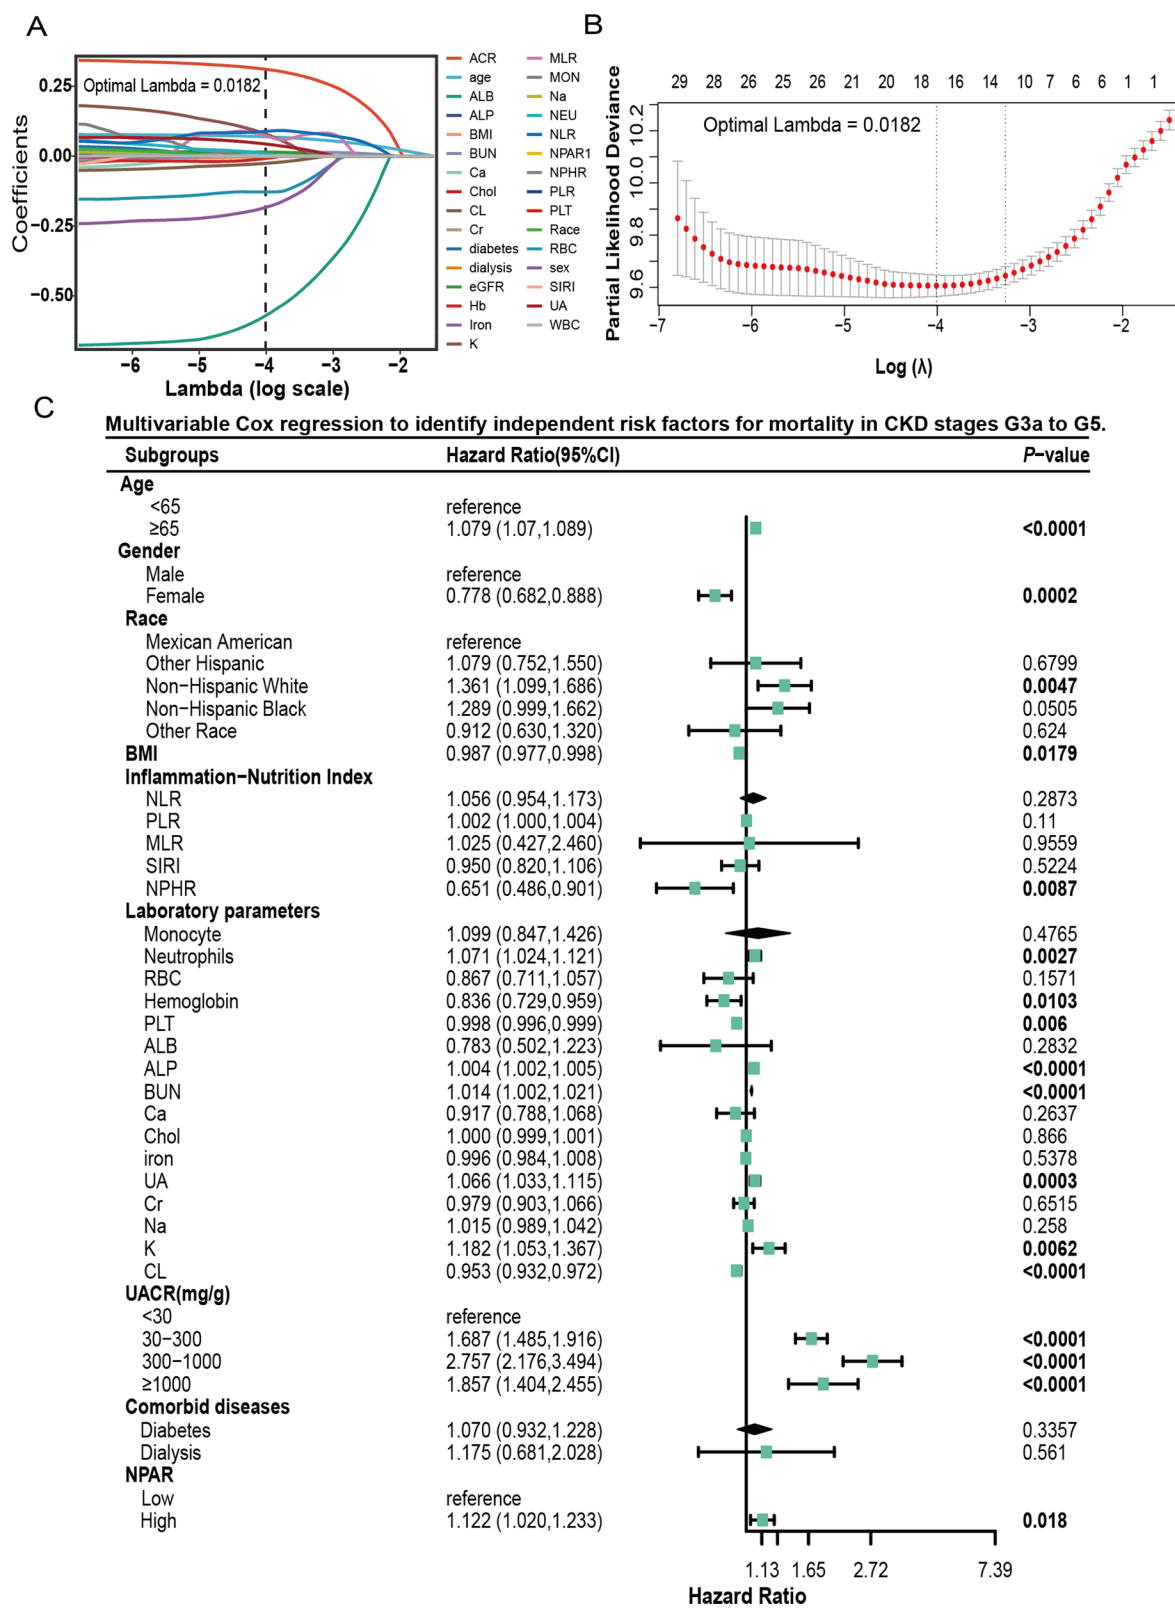 A
Optimal Lambda = 0.0182
0.25
0.00
−0.25
−0.50
Coefficients
−6 −5 −4 −3 −2
Lambda (log scale)
ACR MLR
age MON
ALB Na
ALP NEU
BMI NLR
BUN NPAR1
Ca NPHR
Chol PLR
CL PLT
Cr Race
diabetes RBC
dialysis sex
eGFR SIRI
Hb UA
Iron WBC
K
B
29 28 26 25 26 21 20 18 16 14 10 7 6 6 1 1
Optimal Lambda = 0.0182
10.2
10.0
9.8
9.6
Partial Likelihood Deviance
−7 −6 −5 −4 −3 −2
Log (λ)
C
Multivariable Cox regression to identify independent risk factors for mortality in CKD stages G3a to G5.
Subgroups Hazard Ratio(95%CI) P−value
Age
<65 reference
≥65 1.079 (1.07,1.089) <0.0001
Gender
Male reference
Female 0.778 (0.682,0.888) 0.0002
Race
Mexican American reference
Other Hispanic 1.079 (0.752,1.550) 0.6799
Non−Hispanic White 1.361 (1.099,1.686) 0.0047
Non−Hispanic Black 1.289 (0.999,1.662) 0.0505
Other Race 0.912 (0.630,1.320) 0.624
BMI 0.987 (0.977,0.998) 0.0179
Inflammation−Nutrition Index
NLR 1.056 (0.954,1.173) 0.2873
PLR 1.002 (1.000,1.004) 0.11
MLR 1.025 (0.427,2.460) 0.9559
SIRI 0.950 (0.820,1.106) 0.5224
NPHR 0.651 (0.486,0.901) 0.0087
Laboratory parameters
Monocyte 1.099 (0.847,1.426) 0.4765
Neutrophils 1.071 (1.024,1.121) 0.0027
RBC 0.867 (0.711,1.057) 0.1571
Hemoglobin 0.836 (0.729,0.959) 0.0103
PLT 0.998 (0.996,0.999) 0.006
ALB 0.783 (0.502,1.223) 0.2832
ALP 1.004 (1.002,1.005) <0.0001
BUN 1.014 (1.002,1.021) <0.0001
Ca 0.917 (0.788,1.068) 0.2637
Chol 1.000 (0.999,1.001) 0.866
iron 0.996 (0.984,1.008) 0.5378
UA 1.066 (1.033,1.115) 0.0003
Cr 0.979 (0.903,1.066) 0.6515
Na 1.015 (0.989,1.042) 0.258
K 1.182 (1.053,1.367) 0.0062
CL 0.953 (0.932,0.972) <0.0001
UACR(mg/g)
<30 reference
30−300 1.687 (1.485,1.916) <0.0001
300−1000 2.757 (2.176,3.494) <0.0001
≥1000 1.857 (1.404,2.455) <0.0001
Comorbid diseases
Diabetes 1.070 (0.932,1.228) 0.3357
Dialysis 1.175 (0.681,2.028) 0.561
NPAR
Low reference
High 1.122 (1.020,1.233) 0.018
1.13 1.65 2.72 7.39
Hazard Ratio